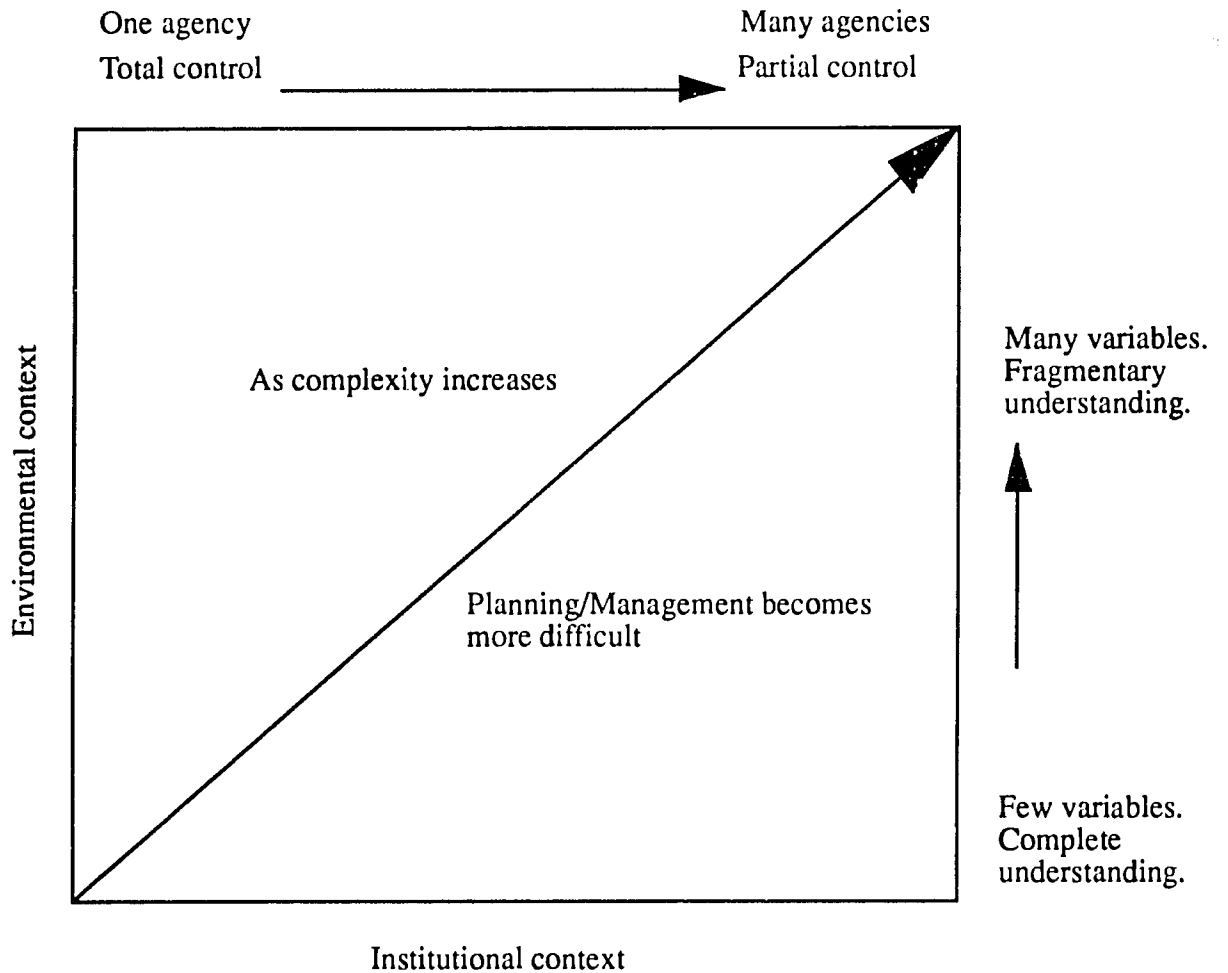 One agency
Total control
Many agencies
Partial control
Environmental context
As complexity increases
Planning/Management becomes
more difficult
Many variables.
Fragmentary
understanding.
Few variables.
Complete
understanding.
Institutional context